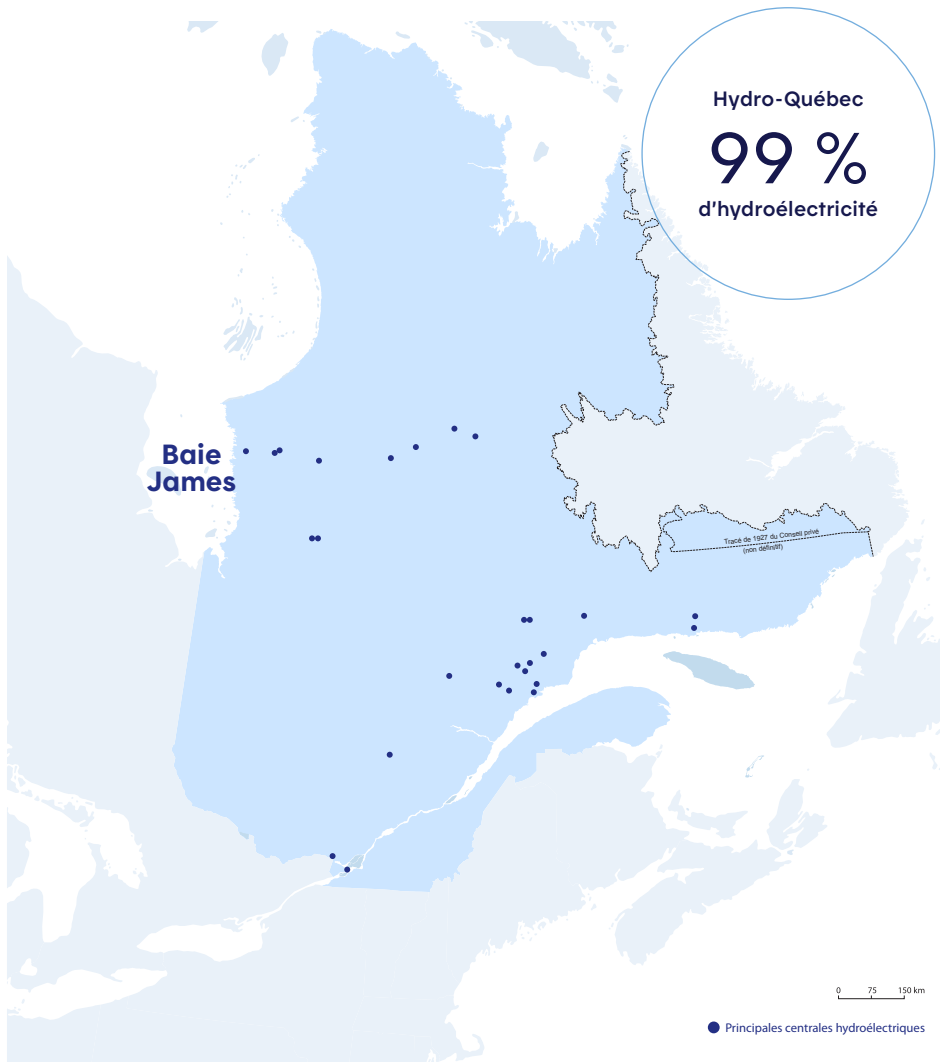 Hydro-Québec
99 %
d'hydroélectricité
Baie
James
Tracé de 1927 du Conseil privé
(non définitif)
0 75 150 km
Principales centrales hydroélectriques